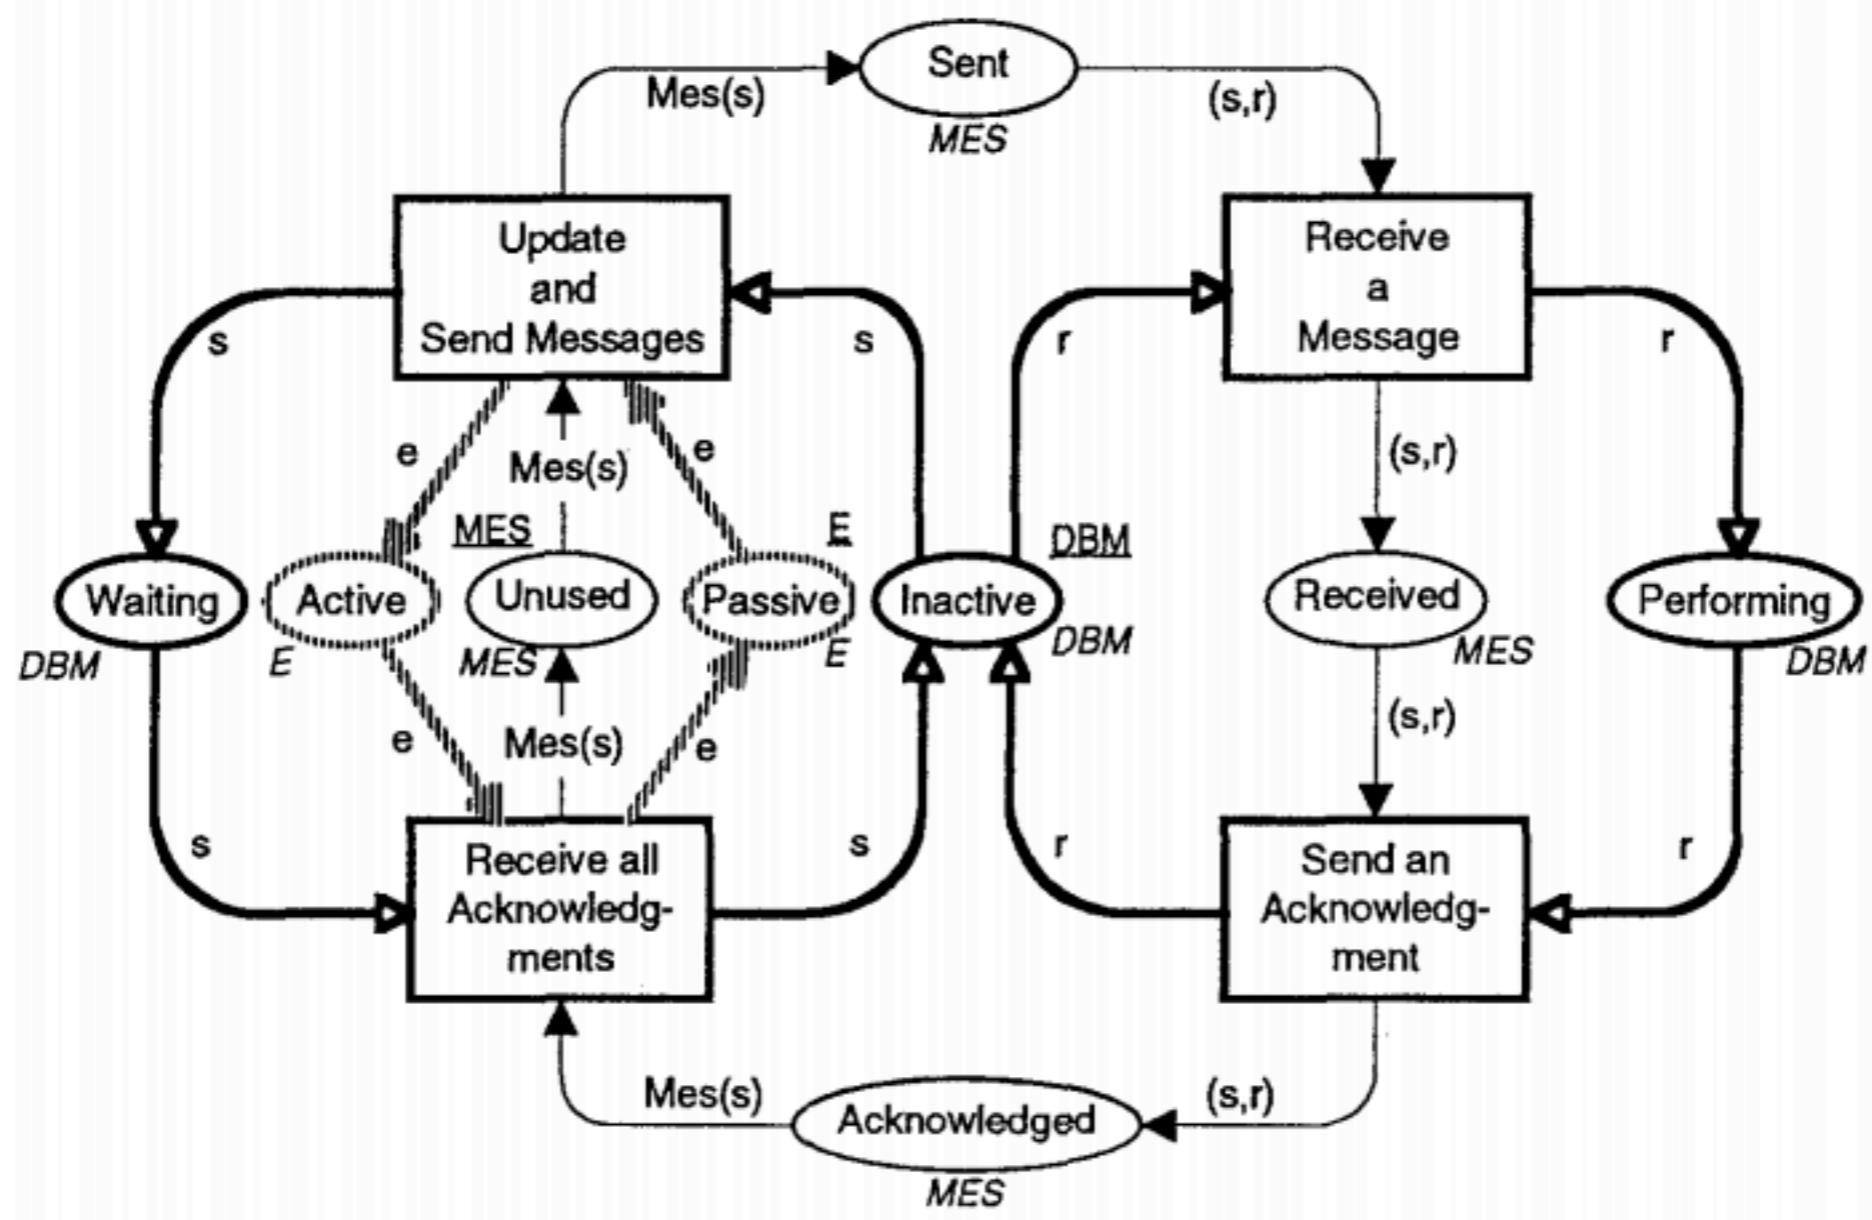 Sent
Mes(s)
(s,r)
MES
Update
and
Send Messages
Receive
a
Message
s
s
r
r
e
Mes(s)
e
(s,r)
MES
E
DBM
Waiting
Active
Unused
Passive
Inactive
Received
Performing
DBM
E
MES
E
DBM
MES
DBM
e
Mes(s)
e
(s,r)
s
s
r
r
Receive all
Acknowledg-
ments
Send an
Acknowledg-
ment
Mes(s)
Acknowledged
(s,r)
MES